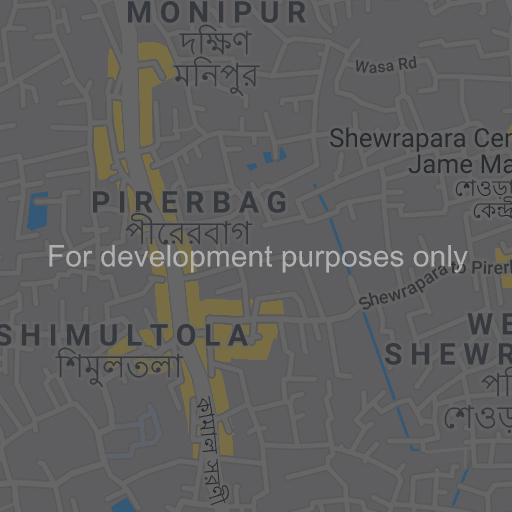 MONIPUR
দক্ষিণ
মনিপুর
Wasa Rd
Shewrapara Cen
Jame Ma
শেওড়া
কেন্দ্রী
PIRERBAG
পীরেরবাগ
For development purposes only
Shewrapara to Pirer
SHIMULTOLA
শিমুলতলা
WE
SHEWR
শেওড়
কামাল সরণী